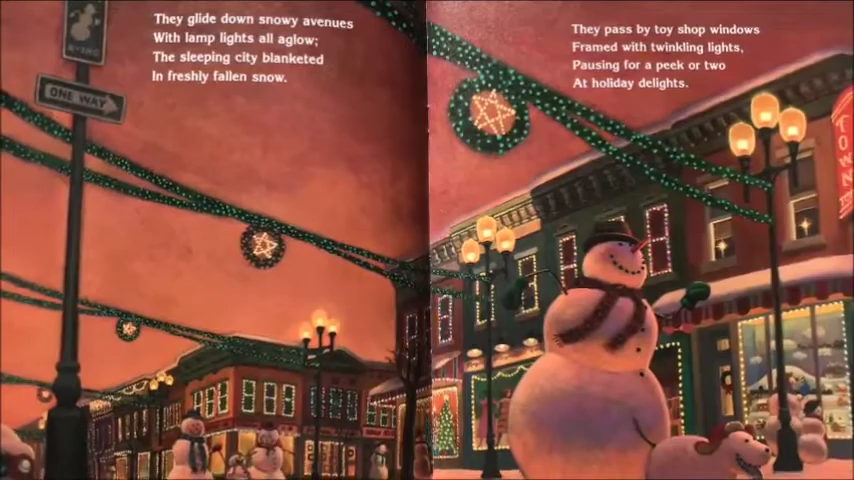 They glide down snowy avenues
With lamp lights all aglow;
The sleeping city blanketed
In freshly fallen snow.
ONE WAY
They pass by toy shop windows
Framed with twinkling lights,
Pausing for a peek or two
At holiday delights.
TOWN